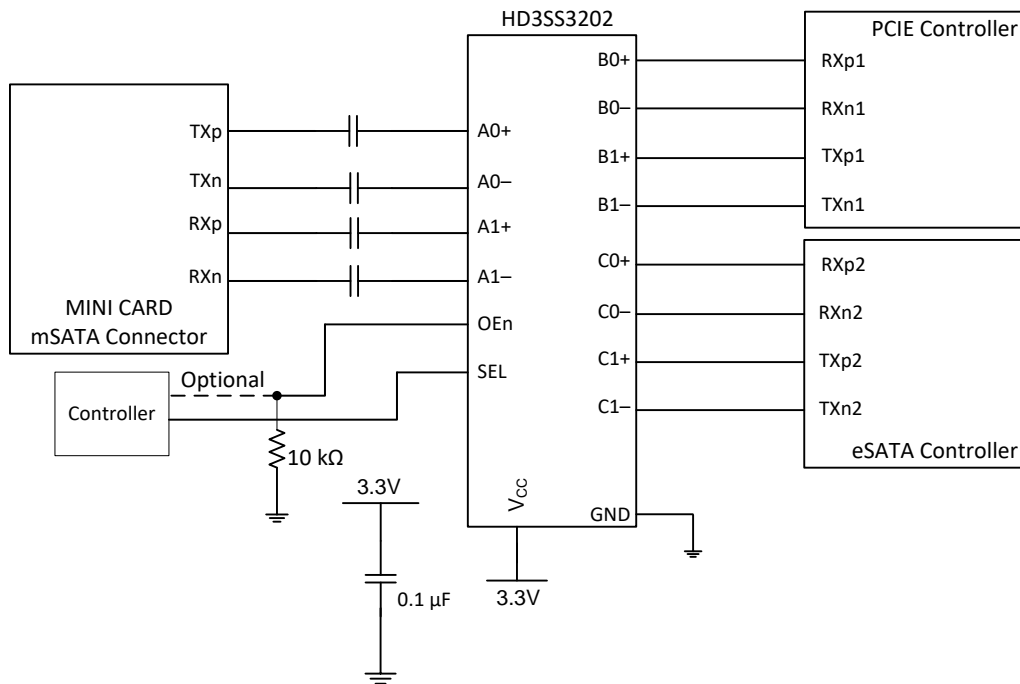 HD3SS3202
PCIE Controller
B0+
RXp1
B0–
RXn1
B1+
TXp1
B1–
TXn1
TXp
A0+
TXn
A0–
RXp
A1+
RXn
A1–
MINI CARD
mSATA Connector
C0+
RXp2
C0–
RXn2
C1+
TXp2
C1–
TXn2
eSATA Controller
OEn
SEL
Optional
Controller
10 kΩ
3.3V
0.1 µF
VCC
3.3V
GND